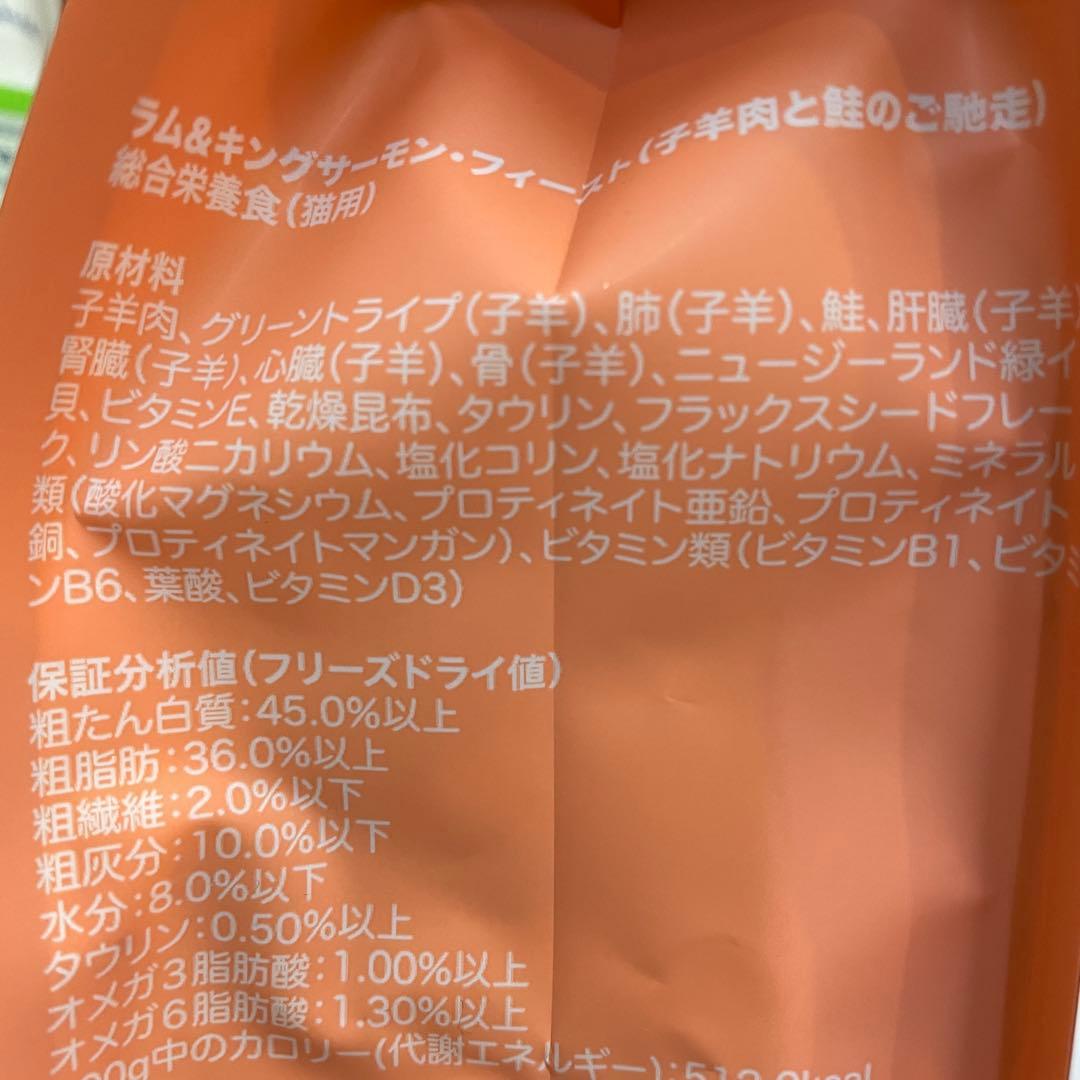 ラム&キングサーモン・フィースト(子羊肉と鮭のご馳走)
総合栄養食(猫用)
原材料
子羊肉、グリーントライプ(子羊)、肺(子羊)、鮭、肝臓(子羊)
腎臓(子羊)、心臓(子羊)、骨(子羊)、ニュージーランド緑イ
貝、ビタミンE、乾燥昆布、タウリン、フラックスシードフレー
ク、リン酸二カリウム、塩化コリン、塩化ナトリウム、ミネラル
類(酸化マグネシウム、プロティネイト亜鉛、プロティネイト
銅、プロティネイトマンガン)、ビタミン類(ビタミンB1、ビタミ
ンB6、葉酸、ビタミンD3)
保証分析値(フリーズドライ値)
粗たん白質:45.0%以上
粗脂肪:36.0%以上
粗繊維:2.0%以下
粗灰分:10.0%以下
水分:8.0%以下
タウリン:0.50%以上
オメガ3脂肪酸:1.00%以上
オメガ6脂肪酸:1.30%以上
g中のカロリー(代謝エネルギー):